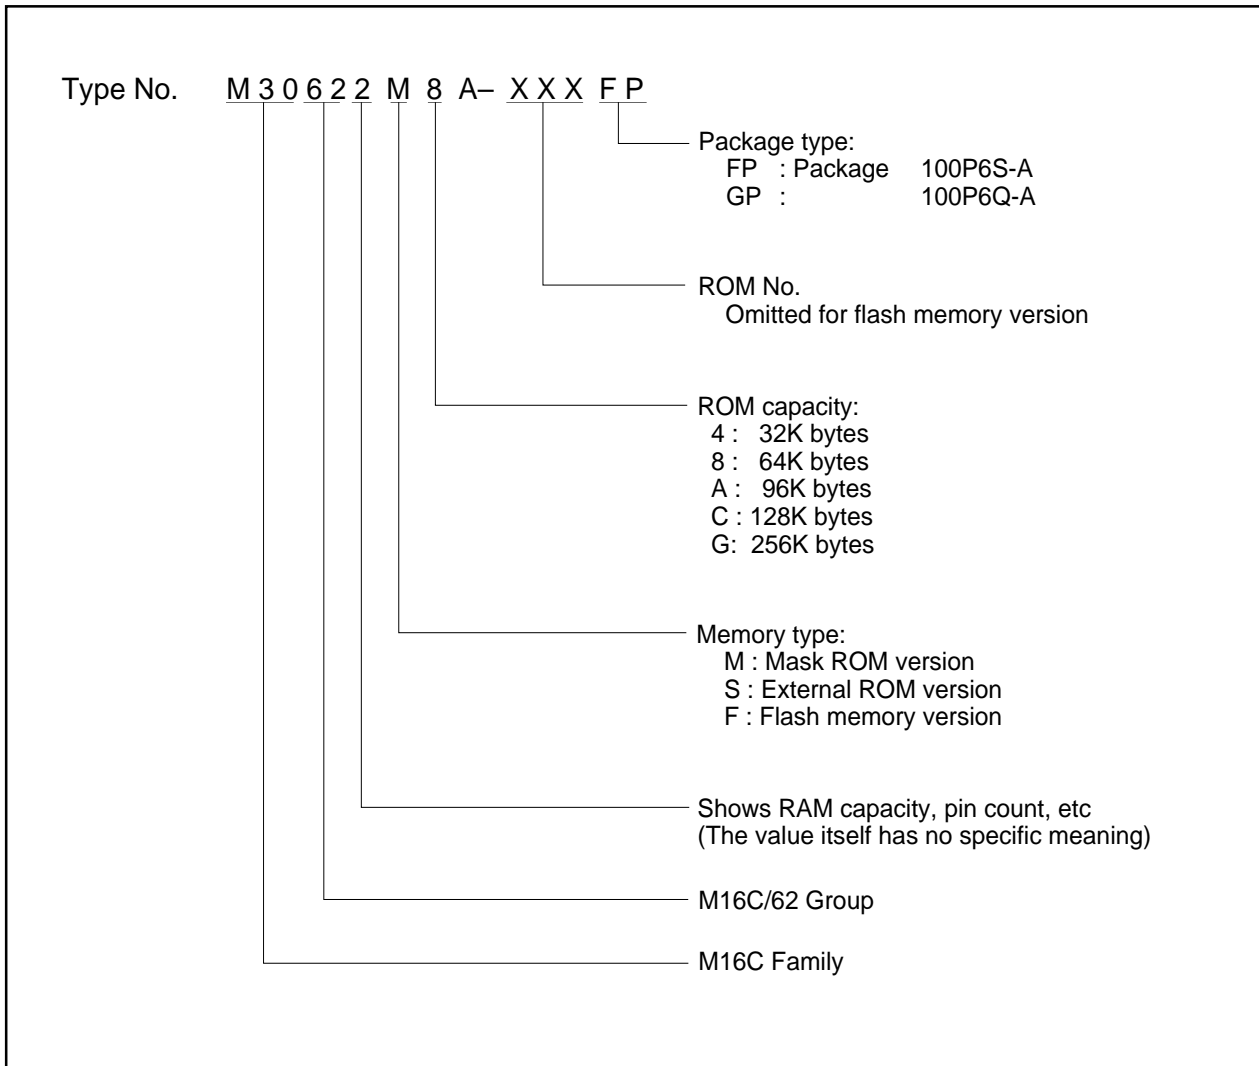 Type No. M 3 0 6 2 2 M 8 A– X X X F P
Package type:
FP : Package 100P6S-A
GP : 100P6Q-A
ROM No.
Omitted for flash memory version
ROM capacity:
4 : 32K bytes
8 : 64K bytes
A : 96K bytes
C : 128K bytes
G: 256K bytes
Memory type:
M : Mask ROM version
S : External ROM version
F : Flash memory version
Shows RAM capacity, pin count, etc
(The value itself has no specific meaning)
M16C/62 Group
M16C Family